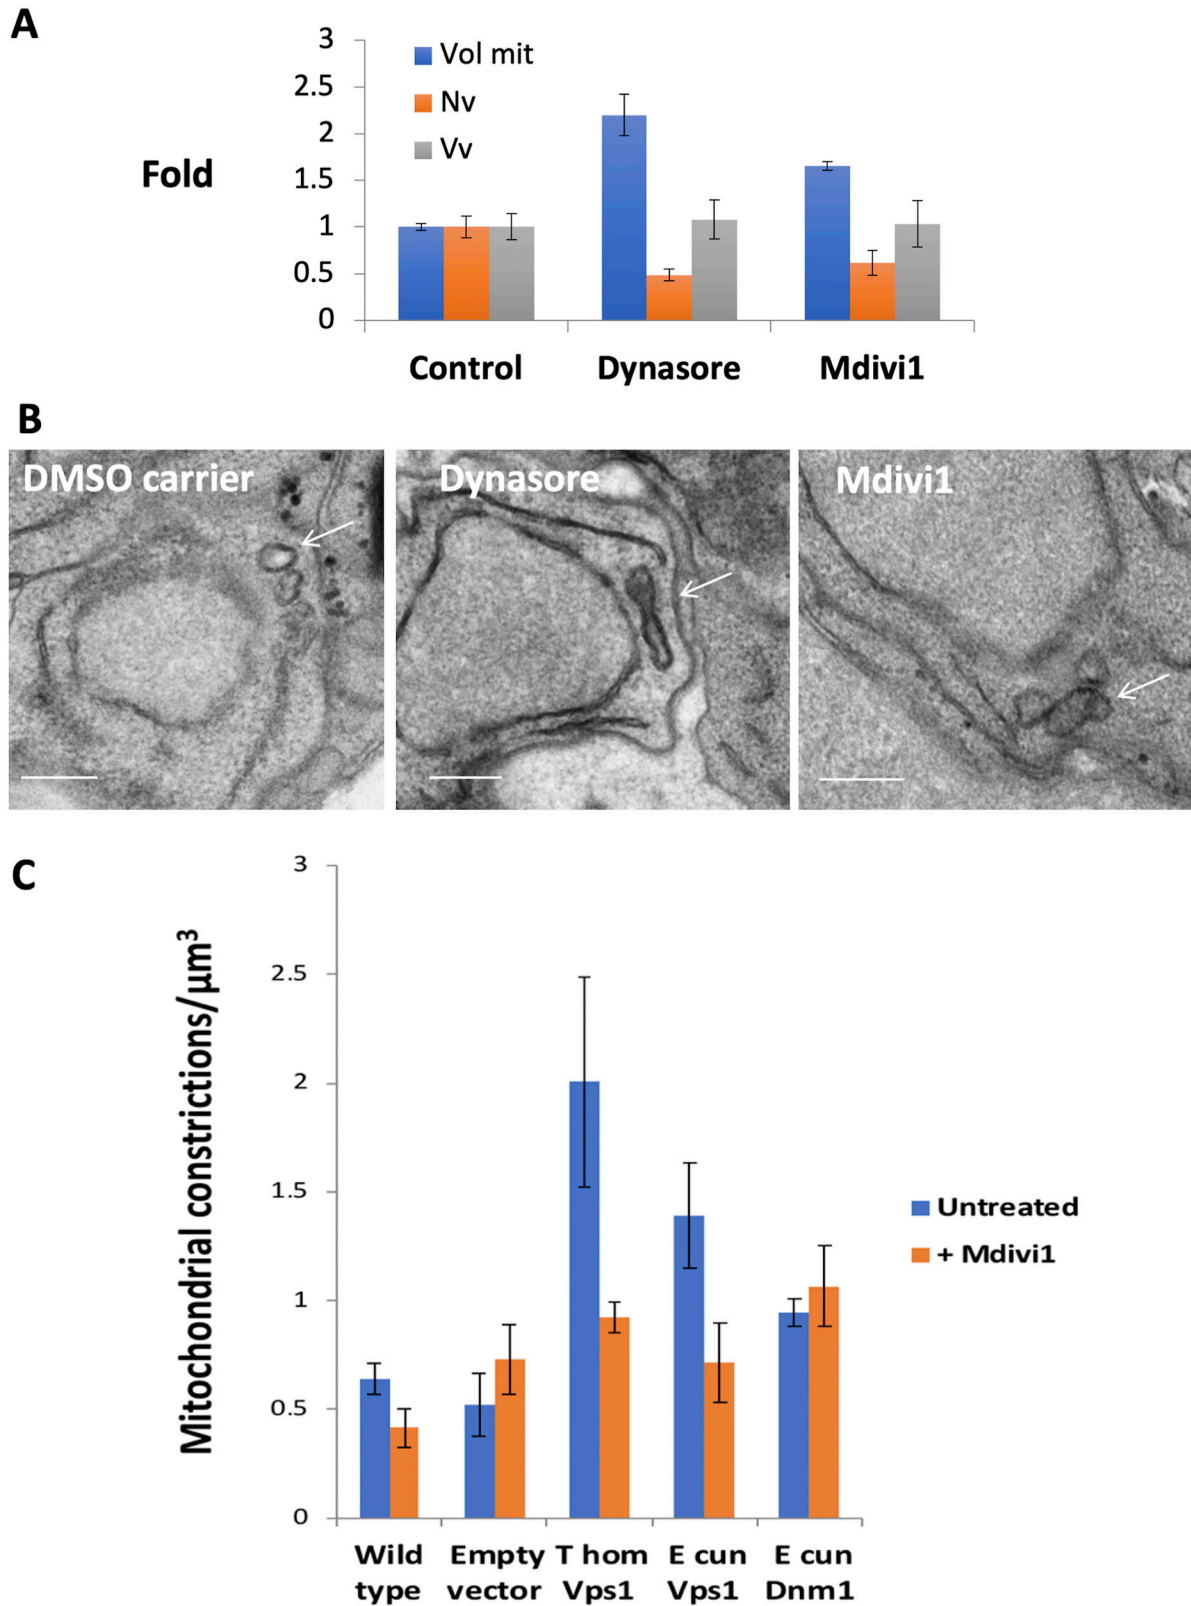 A
3
2.5
2
1.5
1
0.5
0
Fold
Vol mit
Nv
Vv
Control Dynasore Mdivi1
B
DMSO carrier Dynasore Mdivi1
C
3
2.5
2
1.5
1
0.5
0
Mitochondrial constrictions/μm³
Untreated
+ Mdivi1
Wild Empty T hom E cun E cun
type vector Vps1 Vps1 Dnm1